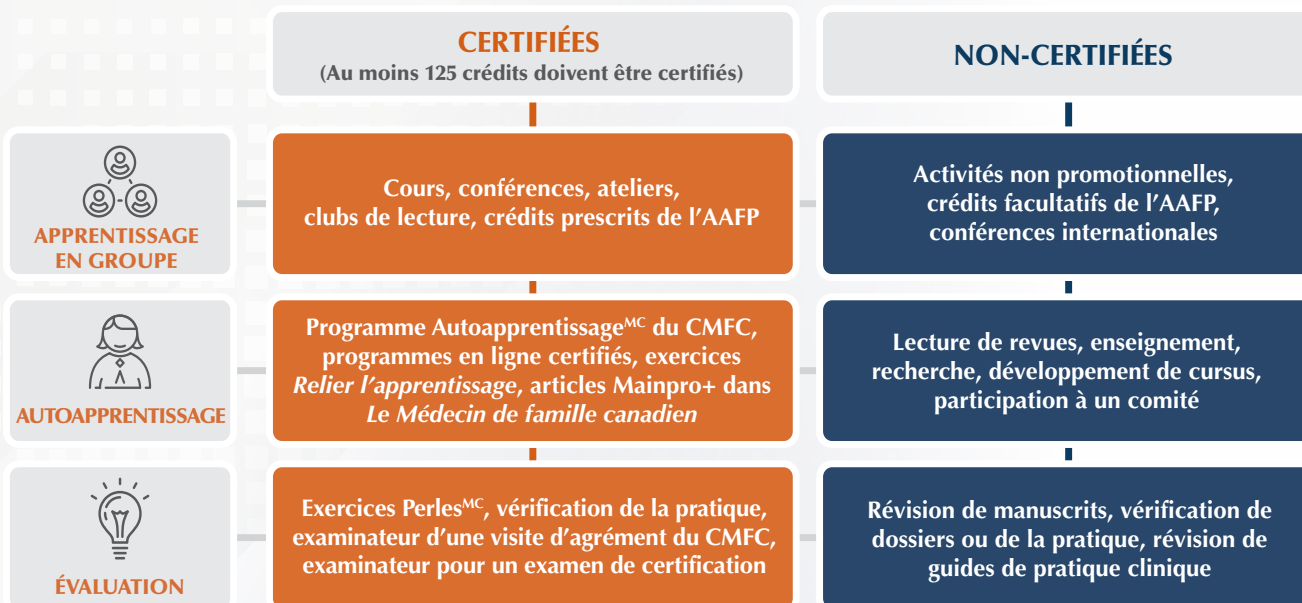 CERTIFIÉES
(Au moins 125 crédits doivent être certifiés)
NON-CERTIFIÉES
APPRENTISSAGE
EN GROUPE
Cours, conférences, ateliers,
clubs de lecture, crédits prescrits de l’AAFP
Activités non promotionnelles,
crédits facultatifs de l’AAFP,
conférences internationales
AUTOAPPRENTISSAGE
Programme Autoapprentissageᴹᶜ du CMFC,
programmes en ligne certifiés, exercices
Relier l’apprentissage, articles Mainpro+ dans
Le Médecin de famille canadien
Lecture de revues, enseignement,
recherche, développement de cursus,
participation à un comité
ÉVALUATION
Exercices Perlesᴹᶜ, vérification de la pratique,
examinateur d’une visite d’agrément du CMFC,
examinateur pour un examen de certification
Révision de manuscrits, vérification de
dossiers ou de la pratique, révision de
guides de pratique clinique